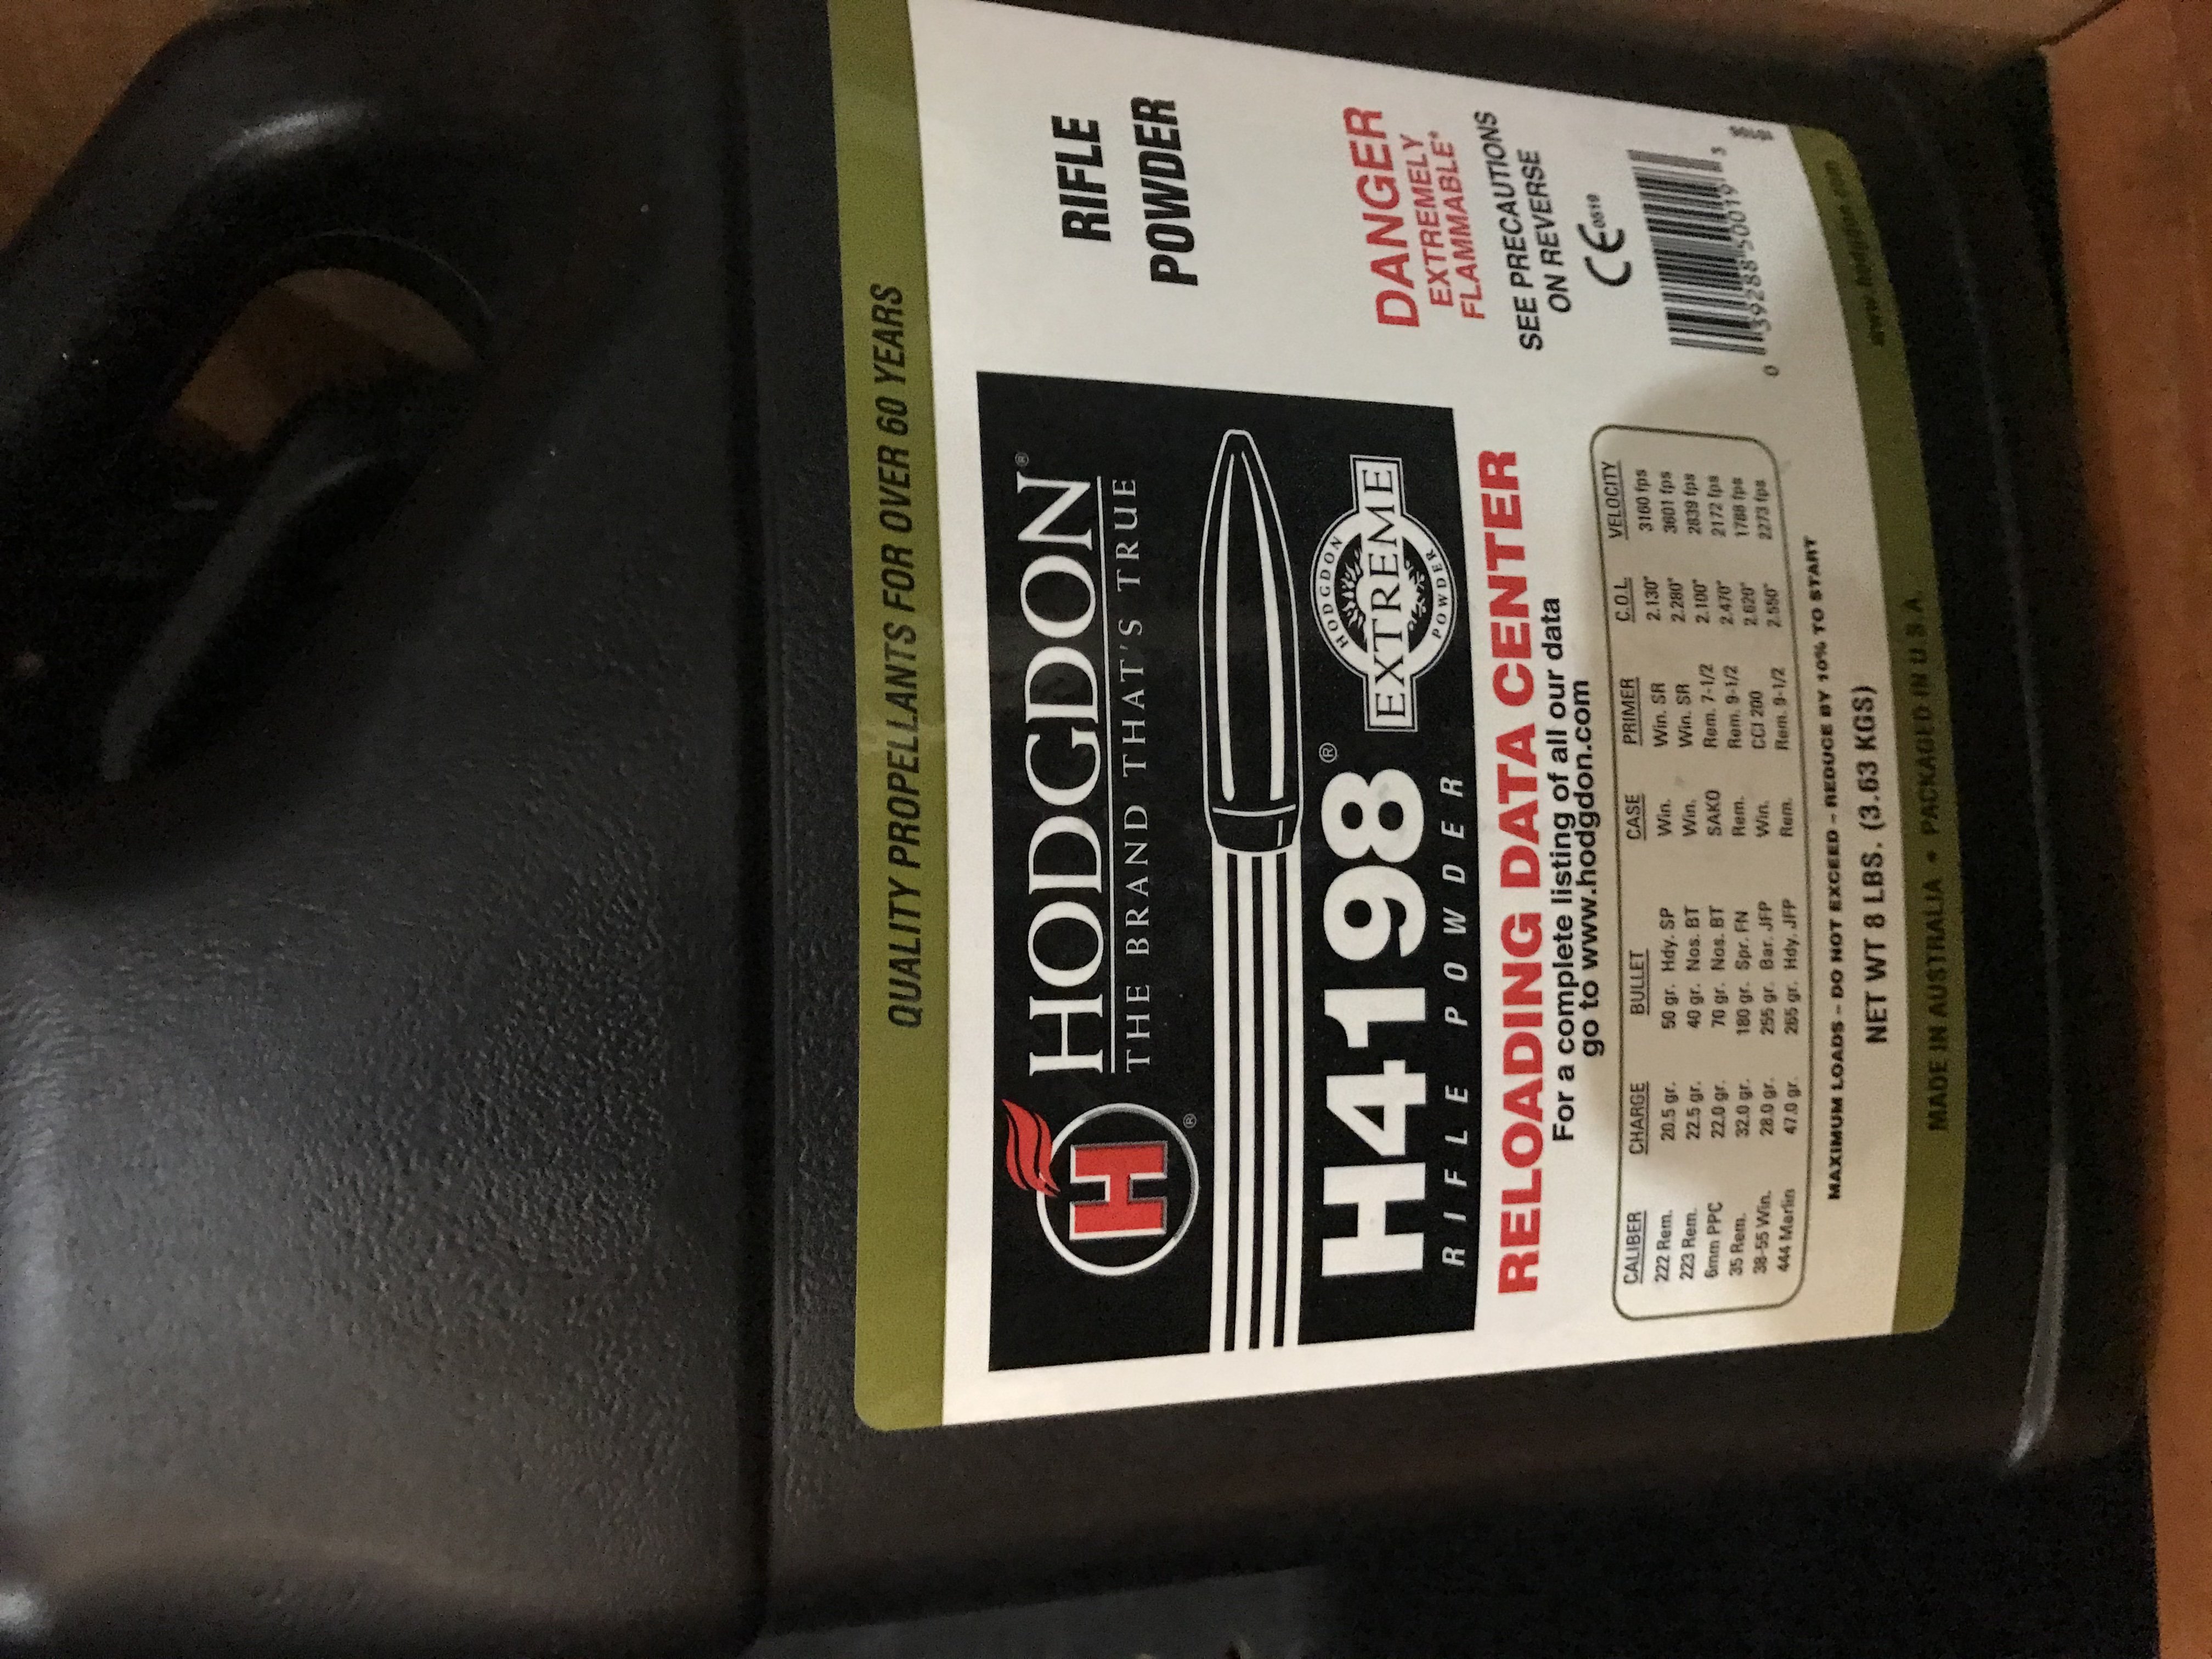 QUALITY PROPELLANTS FOR OVER 60 YEARS
H
®
HODGDON®
THE BRAND THAT'S TRUE
RIFLE
POWDER
H4198®
RIFLE POWDER
HODGDON
EXTREME
POWDER
DANGER
EXTREMELY
FLAMMABLE*
SEE PRECAUTIONS
ON REVERSE
CE0519
RELOADING DATA CENTER
For a complete listing of all our data
go to www.hodgdon.com
CALIBER CHARGE BULLET CASE PRIMER C.O.L. VELOCITY
222 Rem. 20.5 gr. 50 gr. Hdy. SP Win. Win. SR 2.130" 3160 fps
223 Rem. 22.5 gr. 40 gr. Nos. BT Win. Win. SR 2.280" 3601 fps
6mm PPC 22.0 gr. 70 gr. Nos. BT SAKO Rem. 7-1/2 2.100" 2839 fps
35 Rem. 32.0 gr. 180 gr. Spr. FN Rem. Rem. 9-1/2 2.470" 2172 fps
38-55 Win. 28.0 gr. 255 gr. Bar. JFP Win. CCI 200 2.620" 1788 fps
444 Marlin 47.0 gr. 265 gr. Hdy. JFP Rem. Rem. 9-1/2 2.550" 2273 fps
MAXIMUM LOADS - DO NOT EXCEED - REDUCE BY 10% TO START
NET WT 8 LBS. (3.63 KGS)
0 39288 50019 3
MADE IN AUSTRALIA • PACKAGED IN U.S.A.
www.hodgdon.com